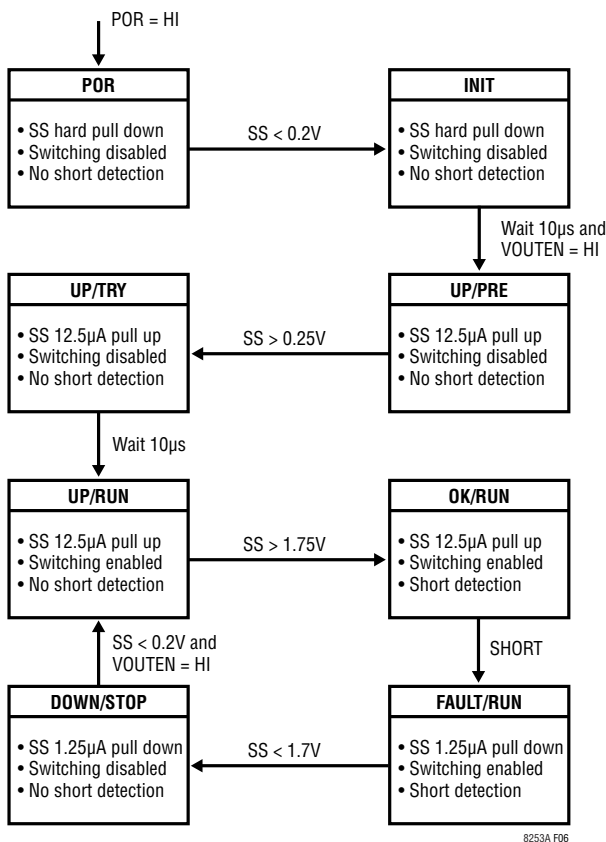 POR = HI
POR
• SS hard pull down
• Switching disabled
• No short detection
SS < 0.2V
INIT
• SS hard pull down
• Switching disabled
• No short detection
Wait 10µs and
VOUTEN = HI
UP/PRE
• SS 12.5µA pull up
• Switching disabled
• No short detection
SS > 0.25V
UP/TRY
• SS 12.5µA pull up
• Switching disabled
• No short detection
Wait 10µs
UP/RUN
• SS 12.5µA pull up
• Switching enabled
• No short detection
SS > 1.75V
OK/RUN
• SS 12.5µA pull up
• Switching enabled
• Short detection
SHORT
FAULT/RUN
• SS 1.25µA pull down
• Switching enabled
• Short detection
SS < 1.7V
DOWN/STOP
• SS 1.25µA pull down
• Switching disabled
• No short detection
SS < 0.2V and
VOUTEN = HI
8253A F06